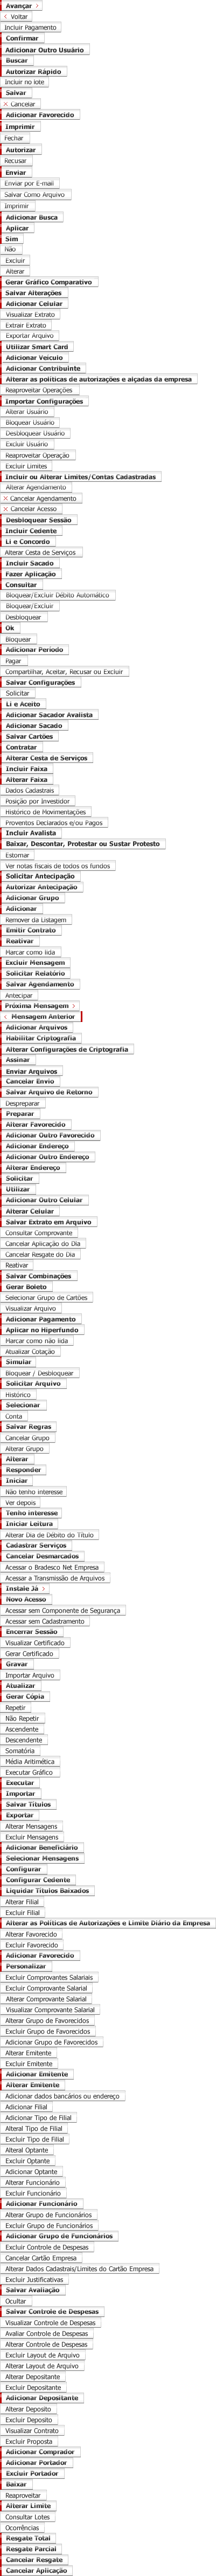 Avançar
Voltar
Incluir Pagamento
Confirmar
Adicionar Outro Usuário
Buscar
Autorizar Rápido
Incluir no lote
Salvar
Cancelar
Adicionar Favorecido
Imprimir
Fechar
Autorizar
Recusar
Enviar
Enviar por E-mail
Salvar Como Arquivo
Imprimir
Adicionar Busca
Aplicar
Sim
Não
Excluir
Alterar
Gerar Gráfico Comparativo
Salvar Alterações
Adicionar Celular
Visualizar Extrato
Extrair Extrato
Exportar Arquivo
Utilizar Smart Card
Adicionar Veículo
Adicionar Contribuinte
Alterar as políticas de autorizações e alçadas da empresa
Reaproveitar Operações
Importar Configurações
Alterar Usuário
Bloquear Usuário
Desbloquear Usuário
Excluir Usuário
Reaproveitar Operação
Excluir Limites
Incluir ou Alterar Limites/Contas Cadastradas
Alterar Agendamento
Cancelar Agendamento
Cancelar Acesso
Desbloquear Sessão
Incluir Cedente
Li e Concordo
Alterar Cesta de Serviços
Incluir Sacado
Fazer Aplicação
Consultar
Bloquear/Excluir Débito Automático
Bloquear/Excluir
Desbloquear
Ok
Bloquear
Adicionar Período
Pagar
Compartilhar, Aceitar, Recusar ou Excluir
Salvar Configurações
Solicitar
Li e Aceito
Adicionar Sacador Avalista
Adicionar Sacado
Salvar Cartões
Contratar
Alterar Cesta de Serviços
Incluir Faixa
Alterar Faixa
Dados Cadastrais
Posição por Investidor
Histórico de Movimentações
Proventos Declarados e/ou Pagos
Incluir Avalista
Baixar, Descontar, Protestar ou Sustar Protesto
Estornar
Ver notas fiscais de todos os fundos
Solicitar Antecipação
Autorizar Antecipação
Adicionar Grupo
Adicionar
Remover da Listagem
Emitir Contrato
Reativar
Marcar como lida
Excluir Mensagem
Solicitar Relatório
Salvar Agendamento
Antecipar
Próxima Mensagem
Mensagem Anterior
Adicionar Arquivos
Habilitar Criptografia
Alterar Configurações de Criptografia
Assinar
Enviar Arquivos
Cancelar Envio
Salvar Arquivo de Retorno
Despreparar
Preparar
Alterar Favorecido
Adicionar Outro Favorecido
Adicionar Endereço
Adicionar Outro Endereço
Alterar Endereço
Solicitar
Utilizar
Adicionar Outro Celular
Alterar Celular
Salvar Extrato em Arquivo
Consultar Comprovante
Cancelar Aplicação do Dia
Cancelar Resgate do Dia
Reativar
Salvar Combinações
Gerar Boleto
Selecionar Grupo de Cartões
Visualizar Arquivo
Adicionar Pagamento
Aplicar no Hiperfundo
Marcar como não lida
Atualizar Cotação
Simular
Bloquear / Desbloquear
Solicitar Arquivo
Histórico
Selecionar
Conta
Salvar Regras
Cancelar Grupo
Alterar Grupo
Alterar
Responder
Iniciar
Não tenho interesse
Ver depois
Tenho interesse
Iniciar Leitura
Alterar Dia de Débito do Título
Cadastrar Serviços
Cancelar Desmarcados
Acessar o Bradesco Net Empresa
Acessar a Transmissão de Arquivos
Instale Já
Novo Acesso
Acessar sem Componente de Segurança
Acessar sem Cadastramento
Encerrar Sessão
Visualizar Certificado
Gerar Certificado
Gravar
Importar Arquivo
Atualizar
Gerar Cópia
Repetir
Não Repetir
Ascendente
Descendente
Somatória
Média Aritimética
Executar Gráfico
Executar
Importar
Salvar Títulos
Exportar
Alterar Mensagens
Excluir Mensagens
Adicionar Beneficiário
Selecionar Mensagens
Configurar
Configurar Cedente
Liquidar Títulos Baixados
Alterar Filial
Excluir Filial
Alterar as Políticas de Autorizações e Limite Diário da Empresa
Alterar Favorecido
Excluir Favorecido
Adicionar Favorecido
Personalizar
Excluir Comprovantes Salariais
Excluir Comprovante Salarial
Alterar Comprovante Salarial
Visualizar Comprovante Salarial
Alterar Grupo de Favorecidos
Excluir Grupo de Favorecidos
Adicionar Grupo de Favorecidos
Alterar Emitente
Excluir Emitente
Adicionar Emitente
Alterar Emitente
Adicionar dados bancários ou endereço
Adicionar Filial
Adicionar Tipo de Filial
Alteral Tipo de Filial
Excluir Tipo de Filial
Alteral Optante
Excluir Optante
Adicionar Optante
Alterar Funcionário
Excluir Funcionário
Adicionar Funcionário
Alterar Grupo de Funcionários
Excluir Grupo de Funcionários
Adicionar Grupo de Funcionários
Excluir Controle de Despesas
Cancelar Cartão Empresa
Alterar Dados Cadastrais/Limites do Cartão Empresa
Excluir Justificativas
Salvar Avaliação
Ocultar
Salvar Controle de Despesas
Visualizar Controle de Despesas
Avaliar Controle de Despesas
Alterar Controle de Despesas
Excluir Layout de Arquivo
Alterar Layout de Arquivo
Alterar Depositante
Excluir Depositante
Adicionar Depositante
Alterar Deposito
Excluir Deposito
Visualizar Contrato
Excluir Proposta
Adicionar Comprador
Adicionar Portador
Excluir Portador
Baixar
Reaproveitar
Alterar Limite
Consultar Lotes
Ocorrências
Resgate Total
Resgate Parcial
Cancelar Resgate
Cancelar Aplicação